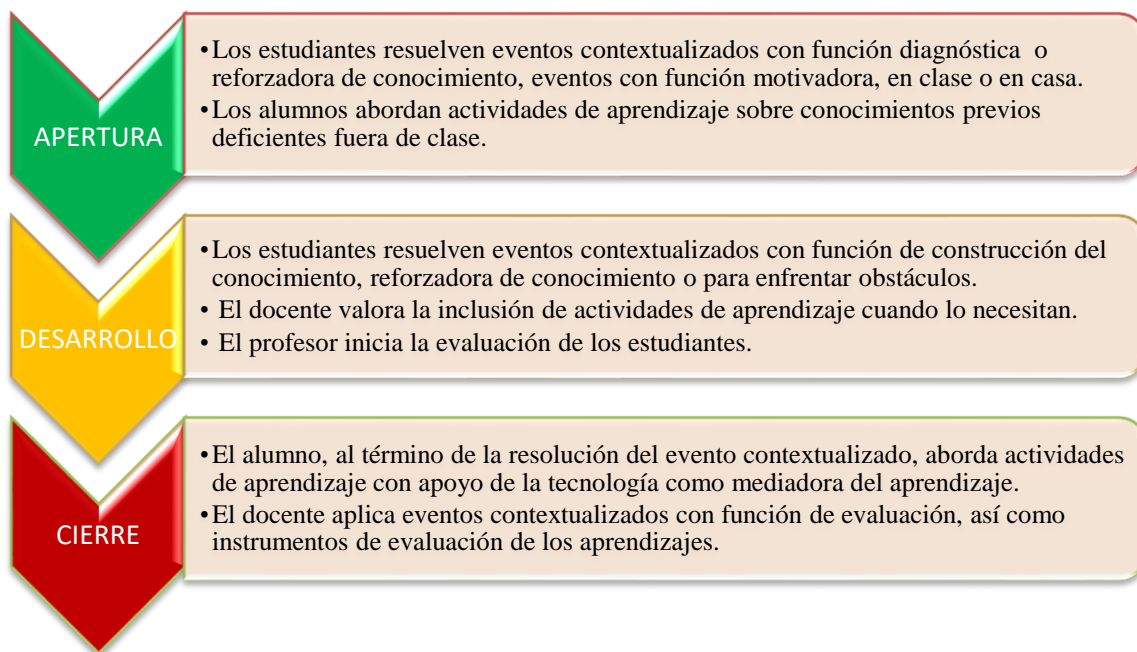 APERTURA
•Los estudiantes resuelven eventos contextualizados con función diagnóstica o
reforzadora de conocimiento, eventos con función motivadora, en clase o en casa.
•Los alumnos abordan actividades de aprendizaje sobre conocimientos previos
deficientes fuera de clase.
DESARROLLO
•Los estudiantes resuelven eventos contextualizados con función de construcción del
conocimiento, reforzadora de conocimiento o para enfrentar obstáculos.
• El docente valora la inclusión de actividades de aprendizaje cuando lo necesitan.
• El profesor inicia la evaluación de los estudiantes.
CIERRE
•El alumno, al término de la resolución del evento contextualizado, aborda actividades
de aprendizaje con apoyo de la tecnología como mediadora del aprendizaje.
•El docente aplica eventos contextualizados con función de evaluación, así como
instrumentos de evaluación de los aprendizajes.